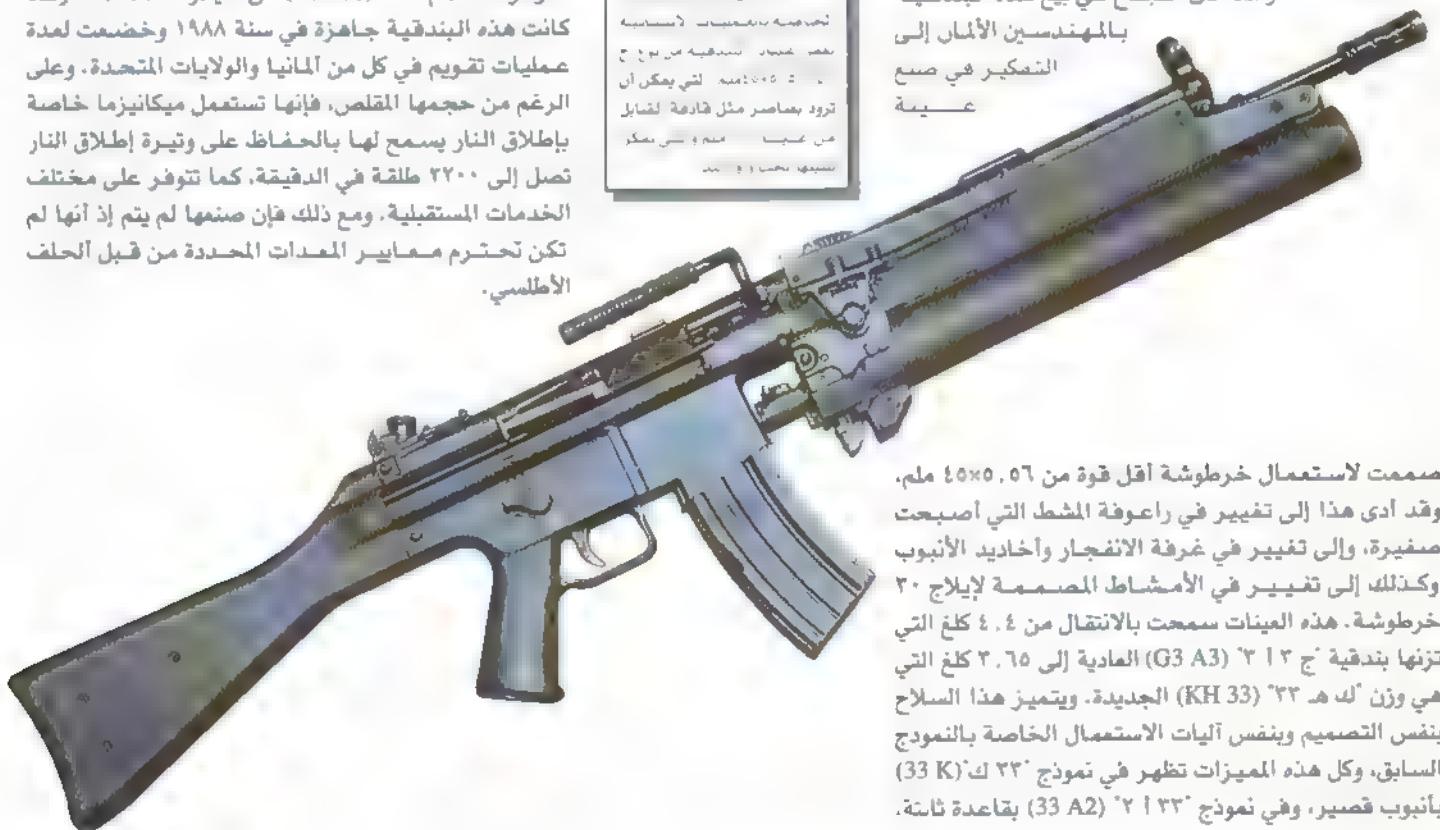 بالمهندسين الألمان إلى
التفكير في صنع
عينة
صممت لاستعمال خرطوشة أقل قوة من ٥,٥٦×٤٥ ملم.
وقد أدى هذا إلى تغيير في راعوفة المشط التي أصبحت
صغيرة، وإلى تغيير في غرفة الانفجار وأخاديد الأنبوب
وكذلك إلى تغيير في الأمشاط المصممة لإيلاج ٣٠
خرطوشة. هذه العينات سمحت بالانتقال من ٤,٤ كلغ التي
تزنها بندقية "ج ٣ أ ٣" (G3 A3) العادية إلى ٣,٦٥ كلغ التي
هي وزن "ك هـ ٣٣" (KH 33) الجديدة. ويتميز هذا السلاح
بنفس التصميم وبنفس آليات الاستعمال الخاصة بالنموذج
السابق، وكل هذه المميزات تظهر في نموذج "٣٣ ك" (33 K)
بأنبوب قصير، وفي نموذج "٣٣ أ ٢" (33 A2) بقاعدة ثابتة.
ترود بعناصر مثل قادفة لقنابل
كانت هذه البندقية جاهزة في سنة ١٩٨٨ وخضعت لعدة
عمليات تقويم في كل من ألمانيا والولايات المتحدة. وعلى
الرغم من حجمها المقلص، فإنها تستعمل ميكانيزما خاصة
بإطلاق النار يسمح لها بالحفاظ على وتيرة إطلاق النار
تصل إلى ٢٢٠٠ طلقة في الدقيقة، كما تتوفر على مختلف
الخدمات المستقبلية. ومع ذلك فإن صنعها لم يتم إذ أنها لم
تكن تحترم معايير المعدات المحددة من قبل الحلف
الأطلسي.